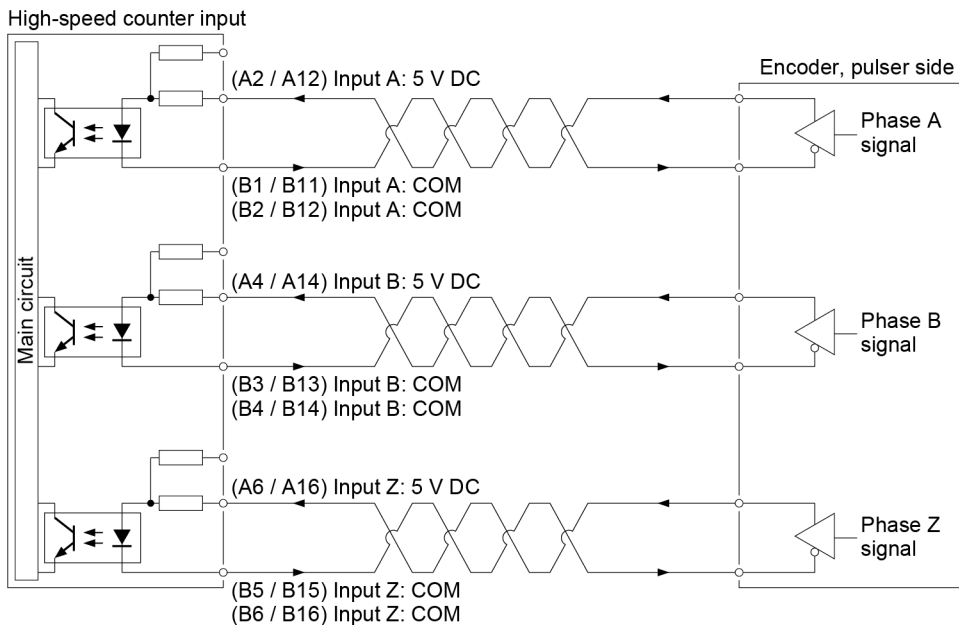 High-speed counter input
(A2 / A12) Input A: 5 V DC
Encoder, pulser side
Phase A
signal
(B1 / B11) Input A: COM
(B2 / B12) Input A: COM
Main circuit
(A4 / A14) Input B: 5 V DC
Phase B
signal
(B3 / B13) Input B: COM
(B4 / B14) Input B: COM
(A6 / A16) Input Z: 5 V DC
Phase Z
signal
(B5 / B15) Input Z: COM
(B6 / B16) Input Z: COM